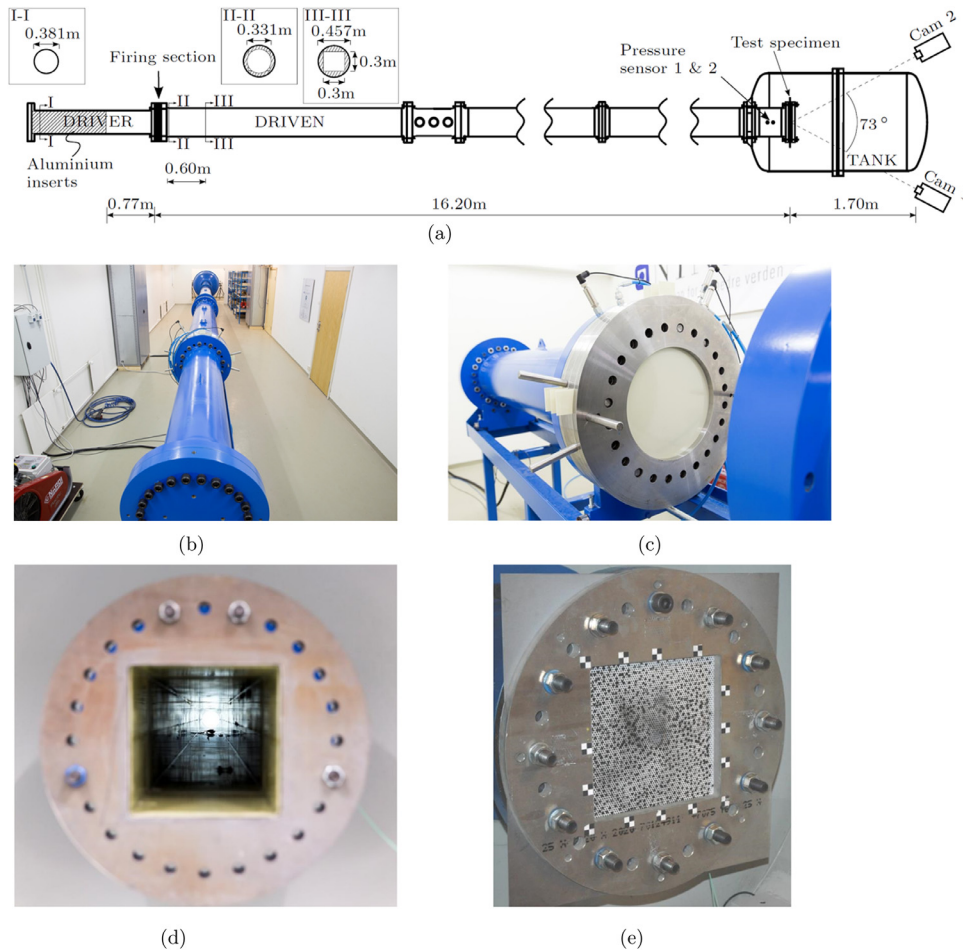 I-I
0.381m
II-II
0.331m
III-III
0.457m
0.3m
0.3m
Firing section
I
II
III
DRIVER
DRIVEN
I
II
III
Aluminium
inserts
0.60m
Pressure
sensor 1 & 2
Test specimen
Cam 2
73°
TANK
Cam
0.77m
16.20m
1.70m
(a)
dre verden
(b)
(c)
(d)
(e)